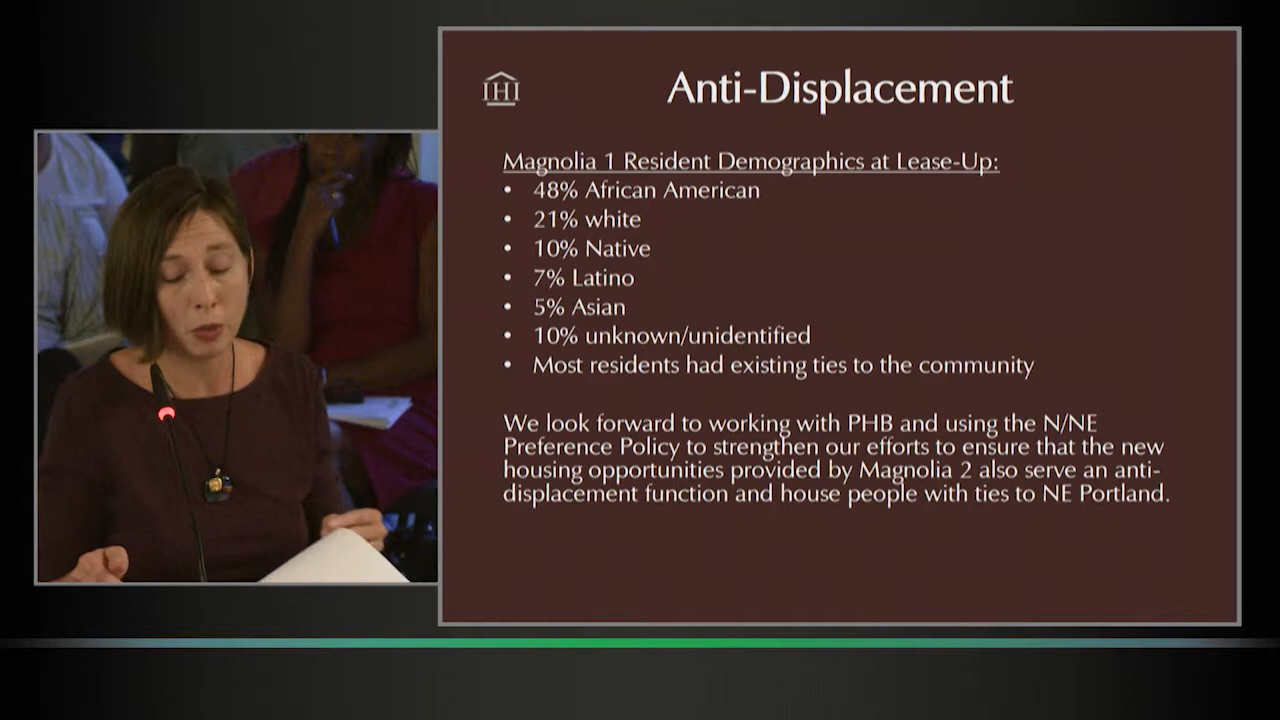 IHI
Anti-Displacement
Magnolia 1 Resident Demographics at Lease-Up:
• 48% African American
• 21% white
• 10% Native
• 7% Latino
• 5% Asian
• 10% unknown/unidentified
• Most residents had existing ties to the community
We look forward to working with PHB and using the N/NE
Preference Policy to strengthen our efforts to ensure that the new
housing opportunities provided by Magnolia 2 also serve an anti-
displacement function and house people with ties to NE Portland.